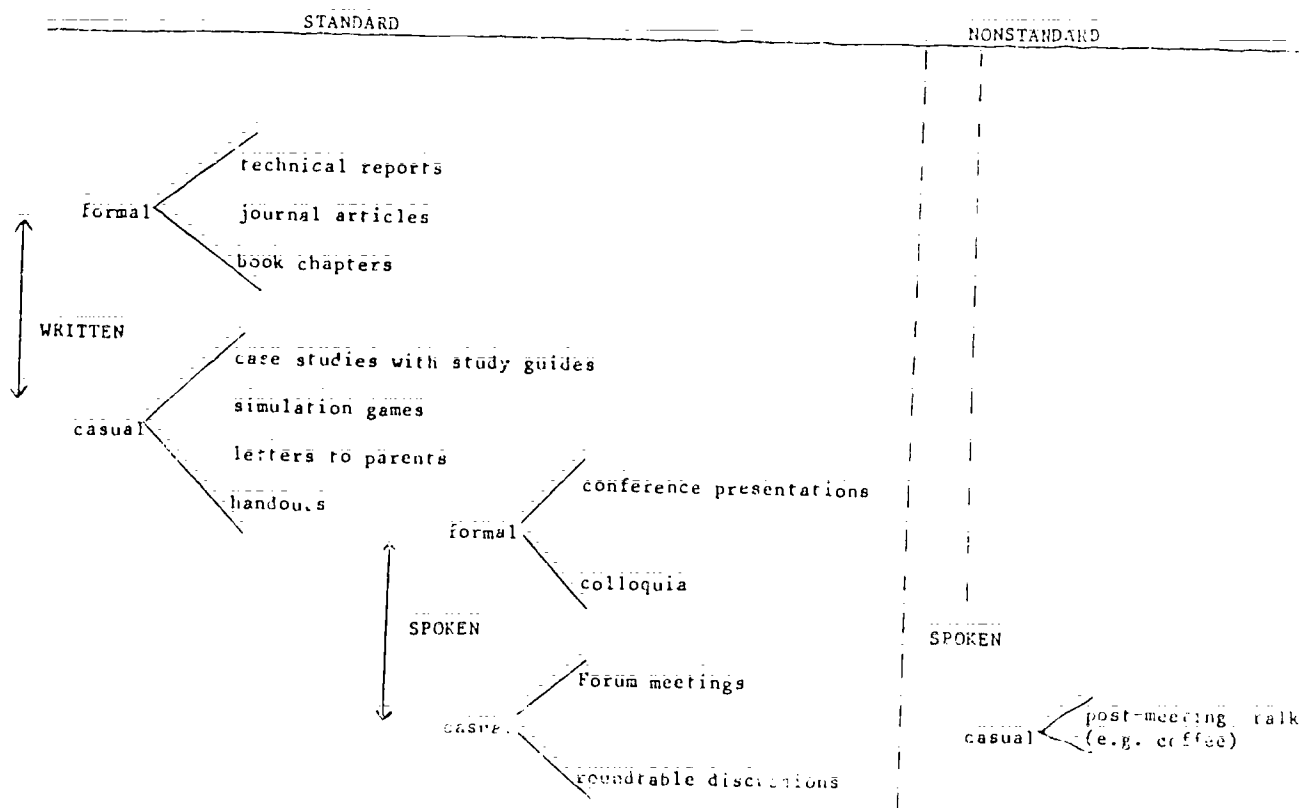 STANDARD
NONSTANDARD
technical reports
formal
journal articles
book chapters
WRITTEN
case studies with study guides
simulation games
casual
letters to parents
handouts
conference presentations
formal
colloquia
SPOKEN
SPOKEN
Forum meetings
casual
roundtable discussions
post-meeting talk
casual
(e.g. coffee)